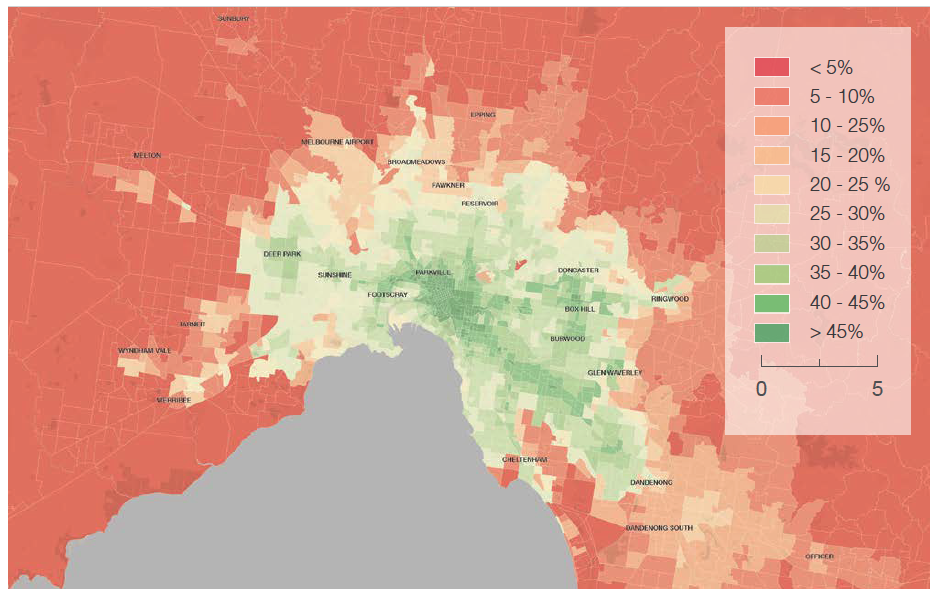 SUNBURY
< 5%
5 - 10%
EPPING
10 - 25%
MELBOURNE AIRPORT
MELTON
15 - 20%
BROADMEADOWS
FAWKNER
20 - 25 %
RESERVOIR
25 - 30%
30 - 35%
DEER PARK
35 - 40%
SUNSHINE
PARKVILLE
DONCASTER
FOOTSCRAY
RINGWOOD
40 - 45%
BOX HILL
TARNEIT
> 45%
BURWOOD
WYNDHAM VALE
GLEN WAVERLEY
0
5
WERRIBEE
CHELTENHAM
DANDENONG
DANDENONG SOUTH
OFFICER